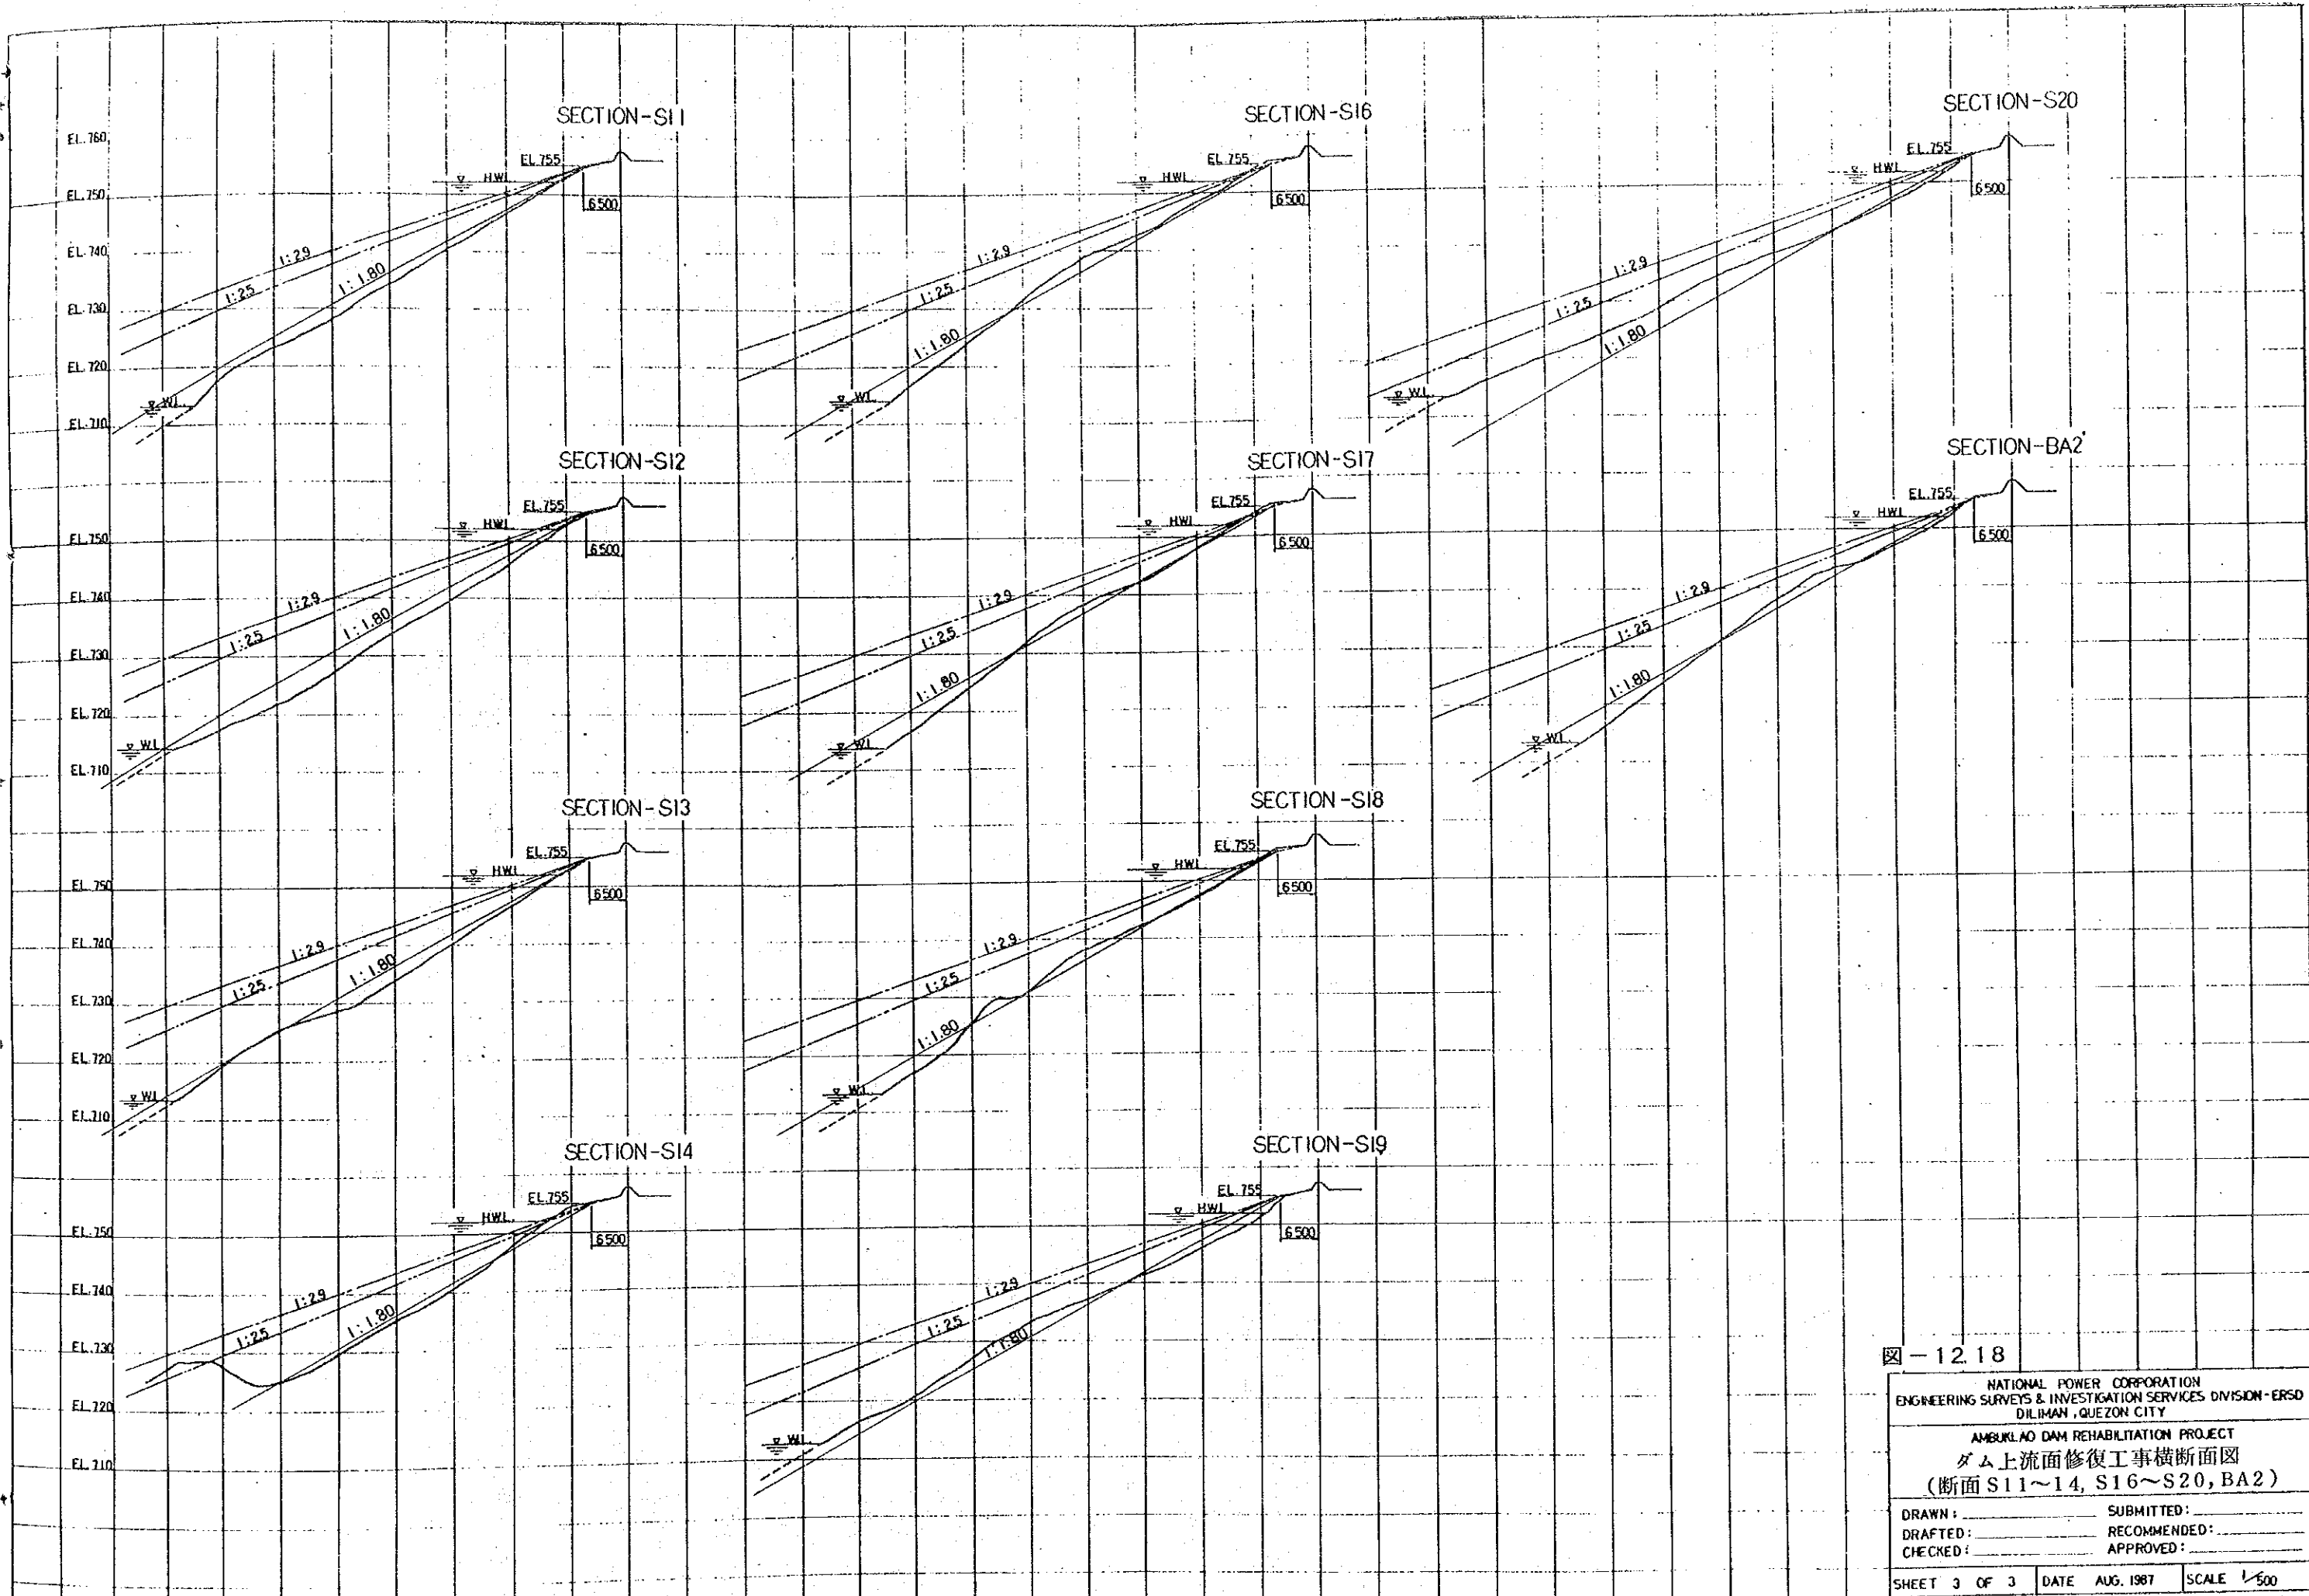 SECTION-S11
EL.760
EL.755
HWL.
EL.750
6500
EL.740
1:2.9
1:2.5
1:1.80
EL.730
EL.720
W.L.
EL.710
SECTION-S12
EL.755
HWL.
EL.750
6500
EL.740
1:2.9
1:2.5
1:1.80
EL.730
EL.720
W.L.
EL.710
SECTION-S13
EL.755
HWL.
EL.750
6500
EL.740
1:2.9
1:2.5
1:1.80
EL.730
EL.720
W.L.
EL.710
SECTION-S14
EL.755
HWL.
EL.750
6500
EL.740
1:2.9
1:2.5
1:1.80
EL.730
EL.720
EL.710
SECTION-S16
EL.755
HWL.
6500
1:2.9
1:2.5
1:1.80
W.L.
SECTION-S17
EL.755
HWL.
6500
1:2.9
1:2.5
1:1.80
W.L.
SECTION-S18
EL.755
HWL.
6500
1:2.9
1:2.5
1:1.80
W.L.
SECTION-S19
EL.755
HWL.
6500
1:2.9
1:2.5
1:1.80
W.L.
SECTION-S20
EL.755
HWL.
6500
1:2.9
1:2.5
1:1.80
W.L.
SECTION-BA2'
EL.755
HWL.
6500
1:2.9
1:2.5
1:1.80
W.L.
図-12.18
NATIONAL POWER CORPORATION
ENGINEERING SURVEYS & INVESTIGATION SERVICES DIVISION-ERSD
DILIMAN, QUEZON CITY
AMBUKLAO DAM REHABILITATION PROJECT
ダム上流面修復工事横断面図
(断面S11～14, S16～S20, BA2)
DRAWN: SUBMITTED:
DRAFTED: RECOMMENDED:
CHECKED: APPROVED:
SHEET 3 OF 3 DATE AUG. 1987 SCALE 1/500